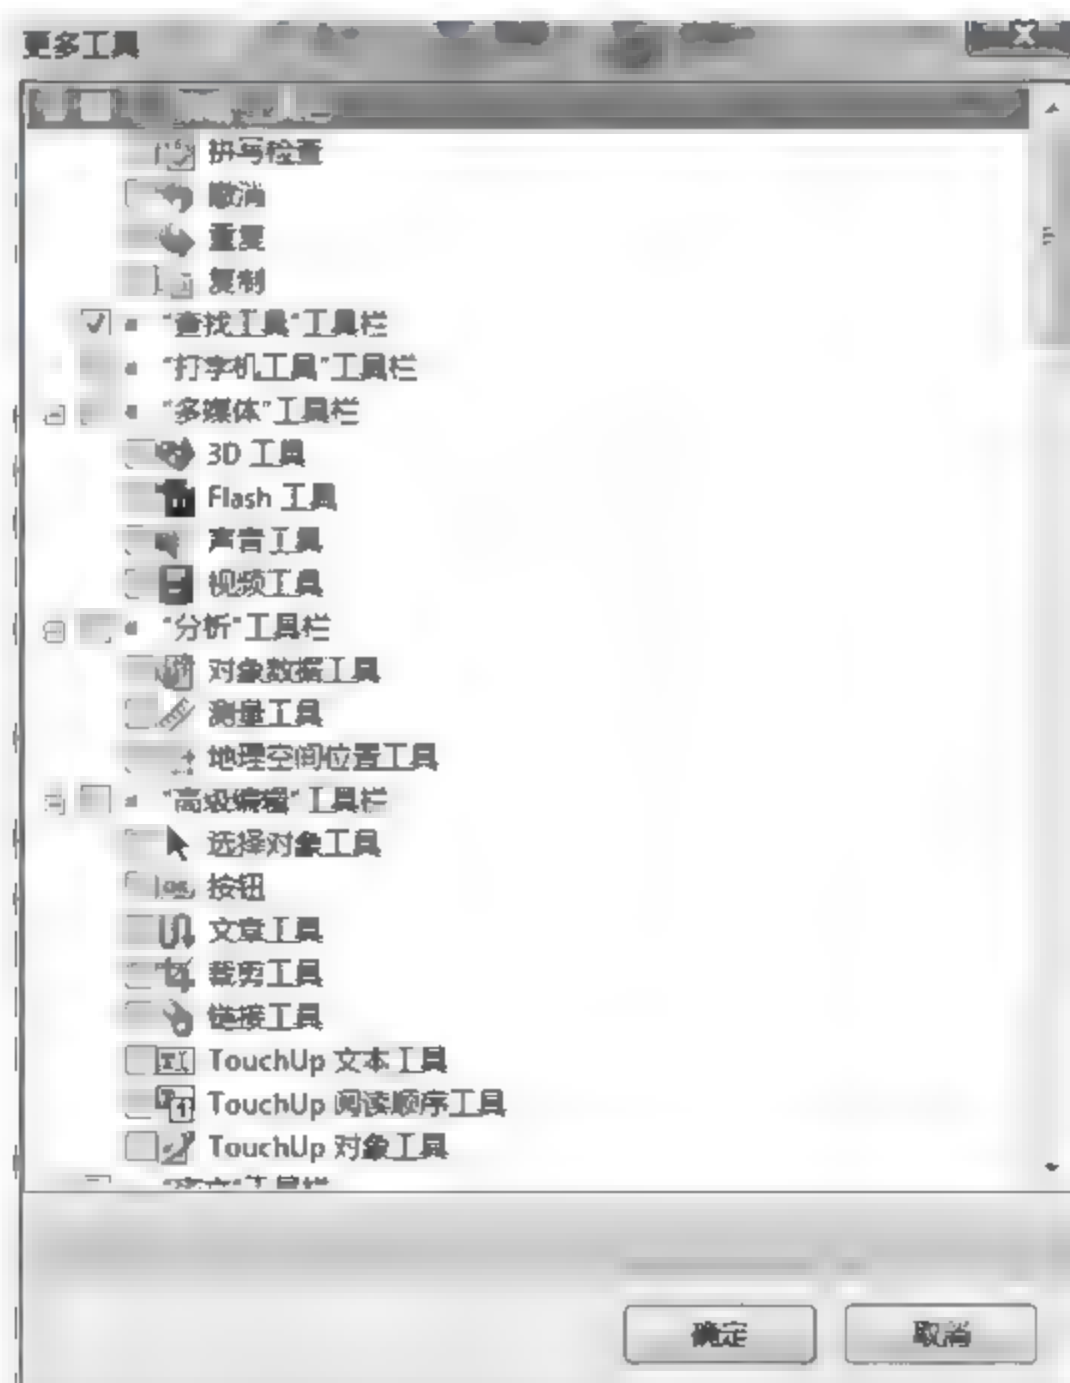 更多工具
拼写检查
撤消
重复
复制
"查找工具"工具栏
"打字机工具"工具栏
"多媒体"工具栏
3D 工具
Flash 工具
声音工具
视频工具
"分析"工具栏
对象数据工具
测量工具
地理空间位置工具
"高级编辑"工具栏
选择对象工具
按钮
文章工具
裁剪工具
链接工具
TouchUp 文本工具
TouchUp 阅读顺序工具
TouchUp 对象工具
确定
取消